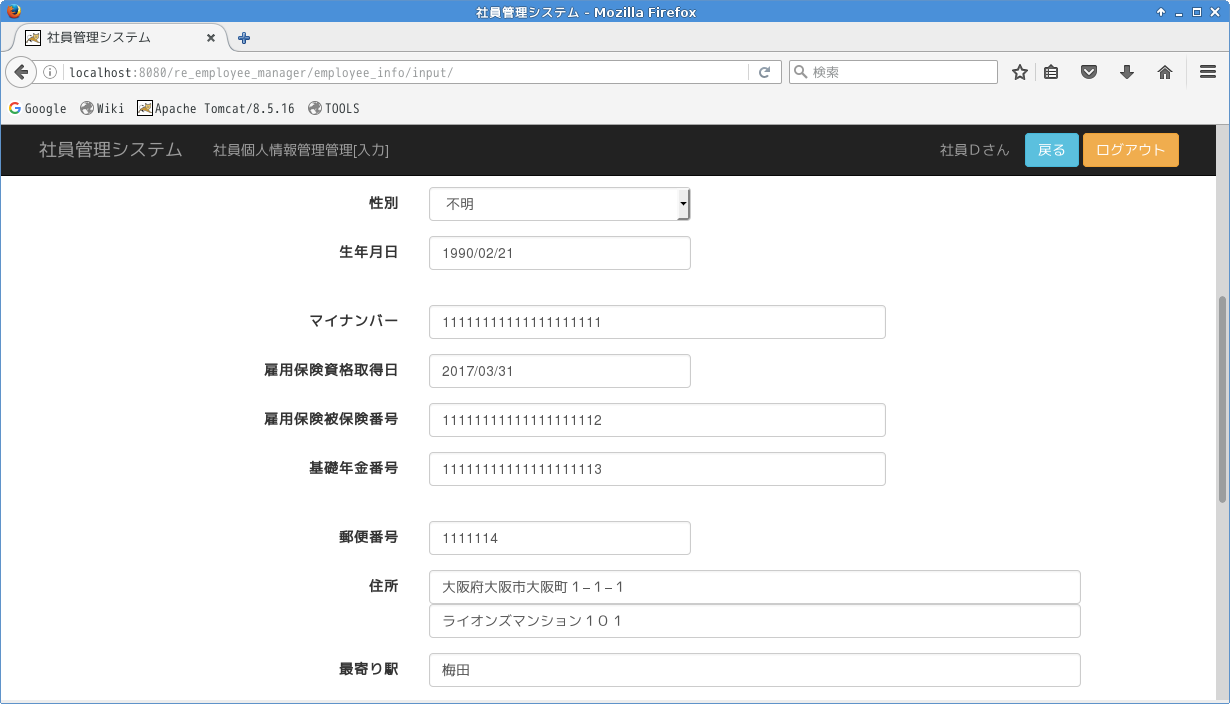 社員管理システム - Mozilla Firefox
社員管理システム
localhost:8080/re_employee_manager/employee_info/input/
検索
Google Wiki Apache Tomcat/8.5.16 TOOLS
社員管理システム 社員個人情報管理管理[入力] 社員Ｄさん 戻る ログアウト
性別 不明
生年月日 1990/02/21
マイナンバー 11111111111111111111
雇用保険資格取得日 2017/03/31
雇用保険被保険番号 11111111111111111112
基礎年金番号 11111111111111111113
郵便番号 1111114
住所 大阪府大阪市大阪町１−１−１
ライオンズマンション１０１
最寄り駅 梅田